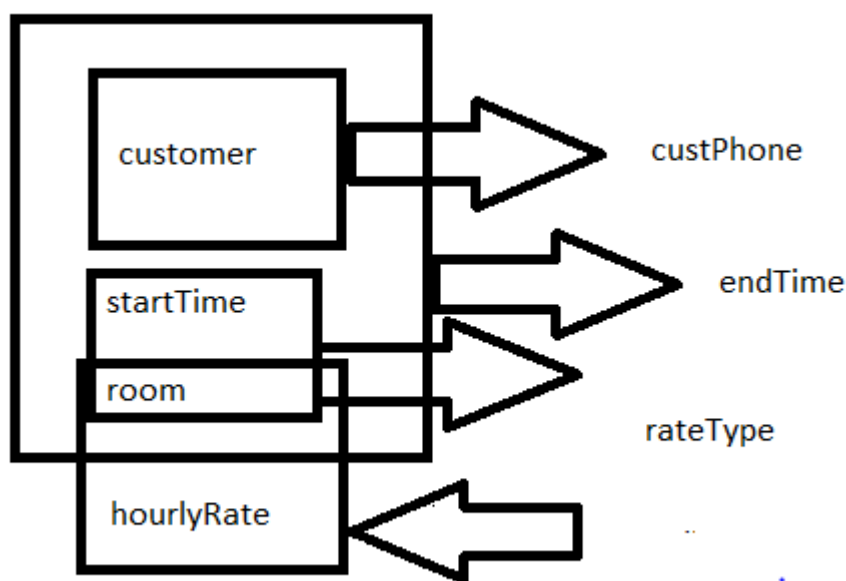 customer
custPhone
startTime
endTime
room
rateType
hourlyRate